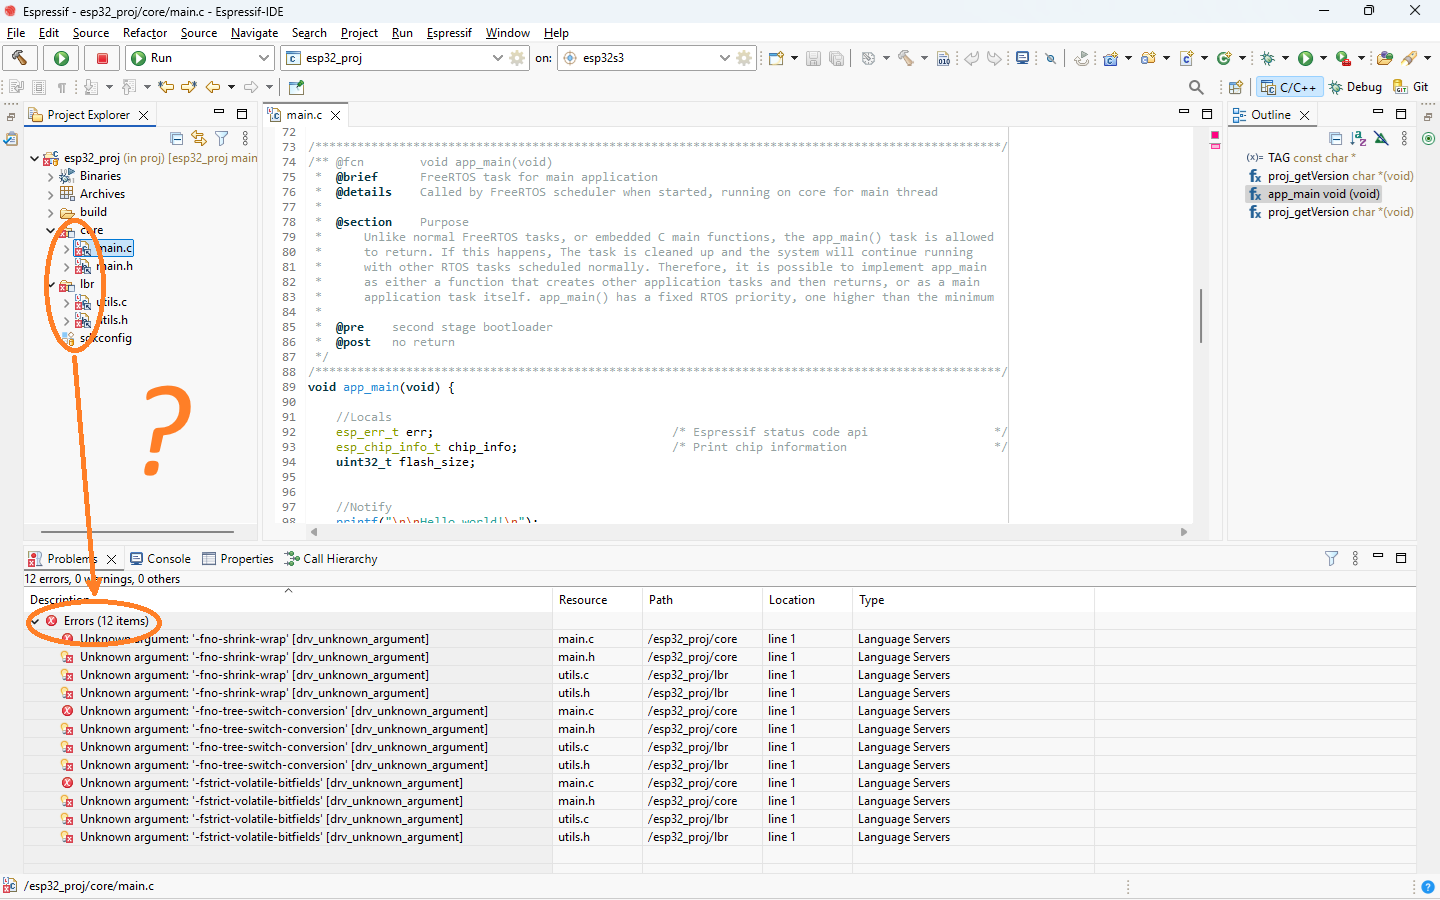 Espressif - esp32_proj/core/main.c - Espressif-IDE
File Edit Source Refactor Source Navigate Search Project Run Espressif Window Help
Run esp32_proj on: esp32s3
C/C++ Debug Git
Project Explorer
esp32_proj (in proj) [esp32_proj main
Binaries
Archives
build
core
main.c
main.h
lbr
utils.c
utils.h
sdkconfig
?
main.c
72
73 /**************************************************************************************************/
74 /** @fcn void app_main(void)
75 * @brief FreeRTOS task for main application
76 * @details Called by FreeRTOS scheduler when started, running on core for main thread
77 *
78 * @section Purpose
79 * Unlike normal FreeRTOS tasks, or embedded C main functions, the app_main() task is allowed
80 * to return. If this happens, The task is cleaned up and the system will continue running
81 * with other RTOS tasks scheduled normally. Therefore, it is possible to implement app_main
82 * as either a function that creates other application tasks and then returns, or as a main
83 * application task itself. app_main() has a fixed RTOS priority, one higher than the minimum
84 *
85 * @pre second stage bootloader
86 * @post no return
87 */
88 /**************************************************************************************************/
89 void app_main(void) {
90
91 //Locals
92 esp_err_t err; /* Espressif status code api */
93 esp_chip_info_t chip_info; /* Print chip information */
94 uint32_t flash_size;
95
96
97 //Notify
98 printf("\n\nHello world!\n");
Outline
TAG const char *
proj_getVersion char *(void)
app_main void (void)
proj_getVersion char *(void)
Problems Console Properties Call Hierarchy
12 errors, 0 warnings, 0 others
Description Resource Path Location Type
Errors (12 items)
Unknown argument: '-fno-shrink-wrap' [drv_unknown_argument] main.c /esp32_proj/core line 1 Language Servers
Unknown argument: '-fno-shrink-wrap' [drv_unknown_argument] main.h /esp32_proj/core line 1 Language Servers
Unknown argument: '-fno-shrink-wrap' [drv_unknown_argument] utils.c /esp32_proj/lbr line 1 Language Servers
Unknown argument: '-fno-shrink-wrap' [drv_unknown_argument] utils.h /esp32_proj/lbr line 1 Language Servers
Unknown argument: '-fno-tree-switch-conversion' [drv_unknown_argument] main.c /esp32_proj/core line 1 Language Servers
Unknown argument: '-fno-tree-switch-conversion' [drv_unknown_argument] main.h /esp32_proj/core line 1 Language Servers
Unknown argument: '-fno-tree-switch-conversion' [drv_unknown_argument] utils.c /esp32_proj/lbr line 1 Language Servers
Unknown argument: '-fno-tree-switch-conversion' [drv_unknown_argument] utils.h /esp32_proj/lbr line 1 Language Servers
Unknown argument: '-fstrict-volatile-bitfields' [drv_unknown_argument] main.c /esp32_proj/core line 1 Language Servers
Unknown argument: '-fstrict-volatile-bitfields' [drv_unknown_argument] main.h /esp32_proj/core line 1 Language Servers
Unknown argument: '-fstrict-volatile-bitfields' [drv_unknown_argument] utils.c /esp32_proj/lbr line 1 Language Servers
Unknown argument: '-fstrict-volatile-bitfields' [drv_unknown_argument] utils.h /esp32_proj/lbr line 1 Language Servers
/esp32_proj/core/main.c